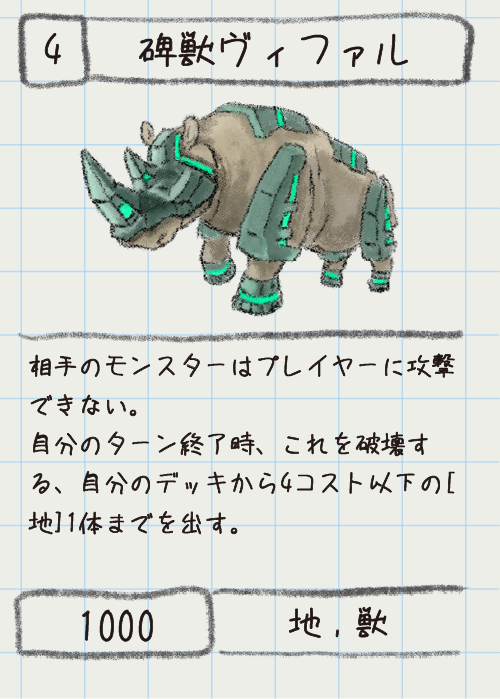 4
碑獣ヴィファル
相手のモンスターはプレイヤーに攻撃
できない。
自分のターン終了時、これを破壊す
る、自分のデッキから4コスト以下の[
地]1体までを出す。
1000
地,獣